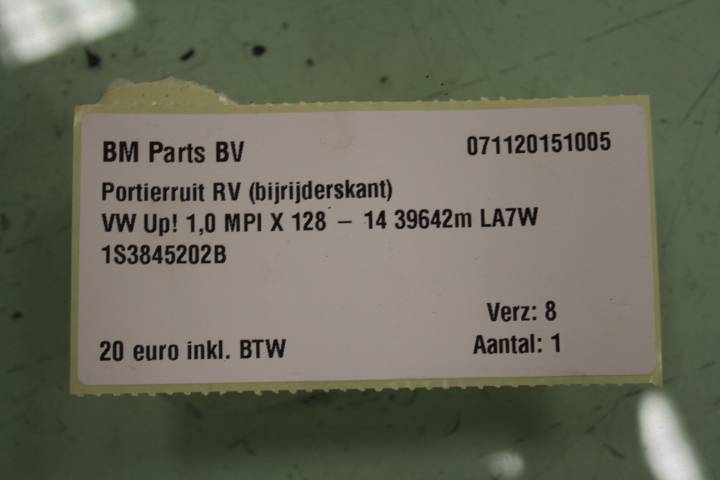 BM Parts BV 071120151005
Portierruit RV (bijrijderskant)
VW Up! 1,0 MPI X 128 – 14 39642m LA7W
1S3845202B
Verz: 8
20 euro inkl. BTW Aantal: 1